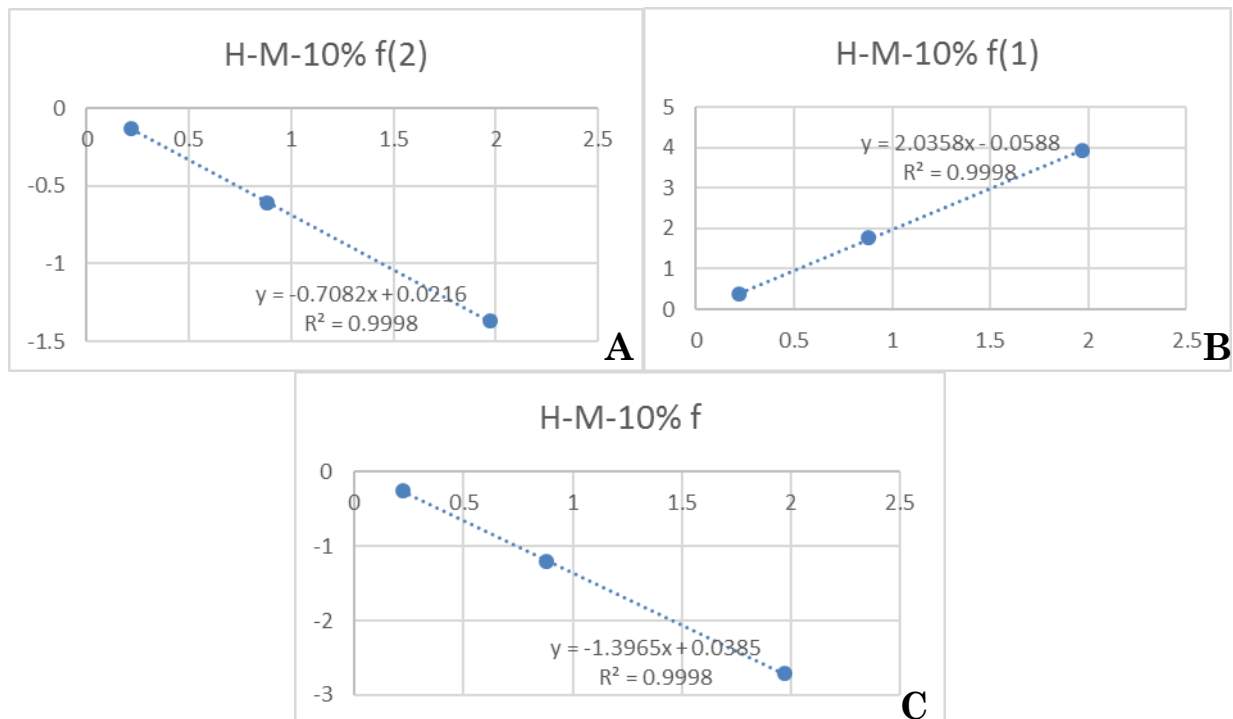 H-M-10% f(2)
0
0 0.5 1 1.5 2 2.5
-0.5
-1
y = -0.7082x + 0.0216
R² = 0.9998
-1.5
A
H-M-10% f(1)
5
y = 2.0358x - 0.0588
4
R² = 0.9998
3
2
1
0
0 0.5 1 1.5 2 2.5
B
H-M-10% f
0
0 0.5 1 1.5 2 2.5
-1
-2
y = -1.3965x + 0.0385
R² = 0.9998
-3
C